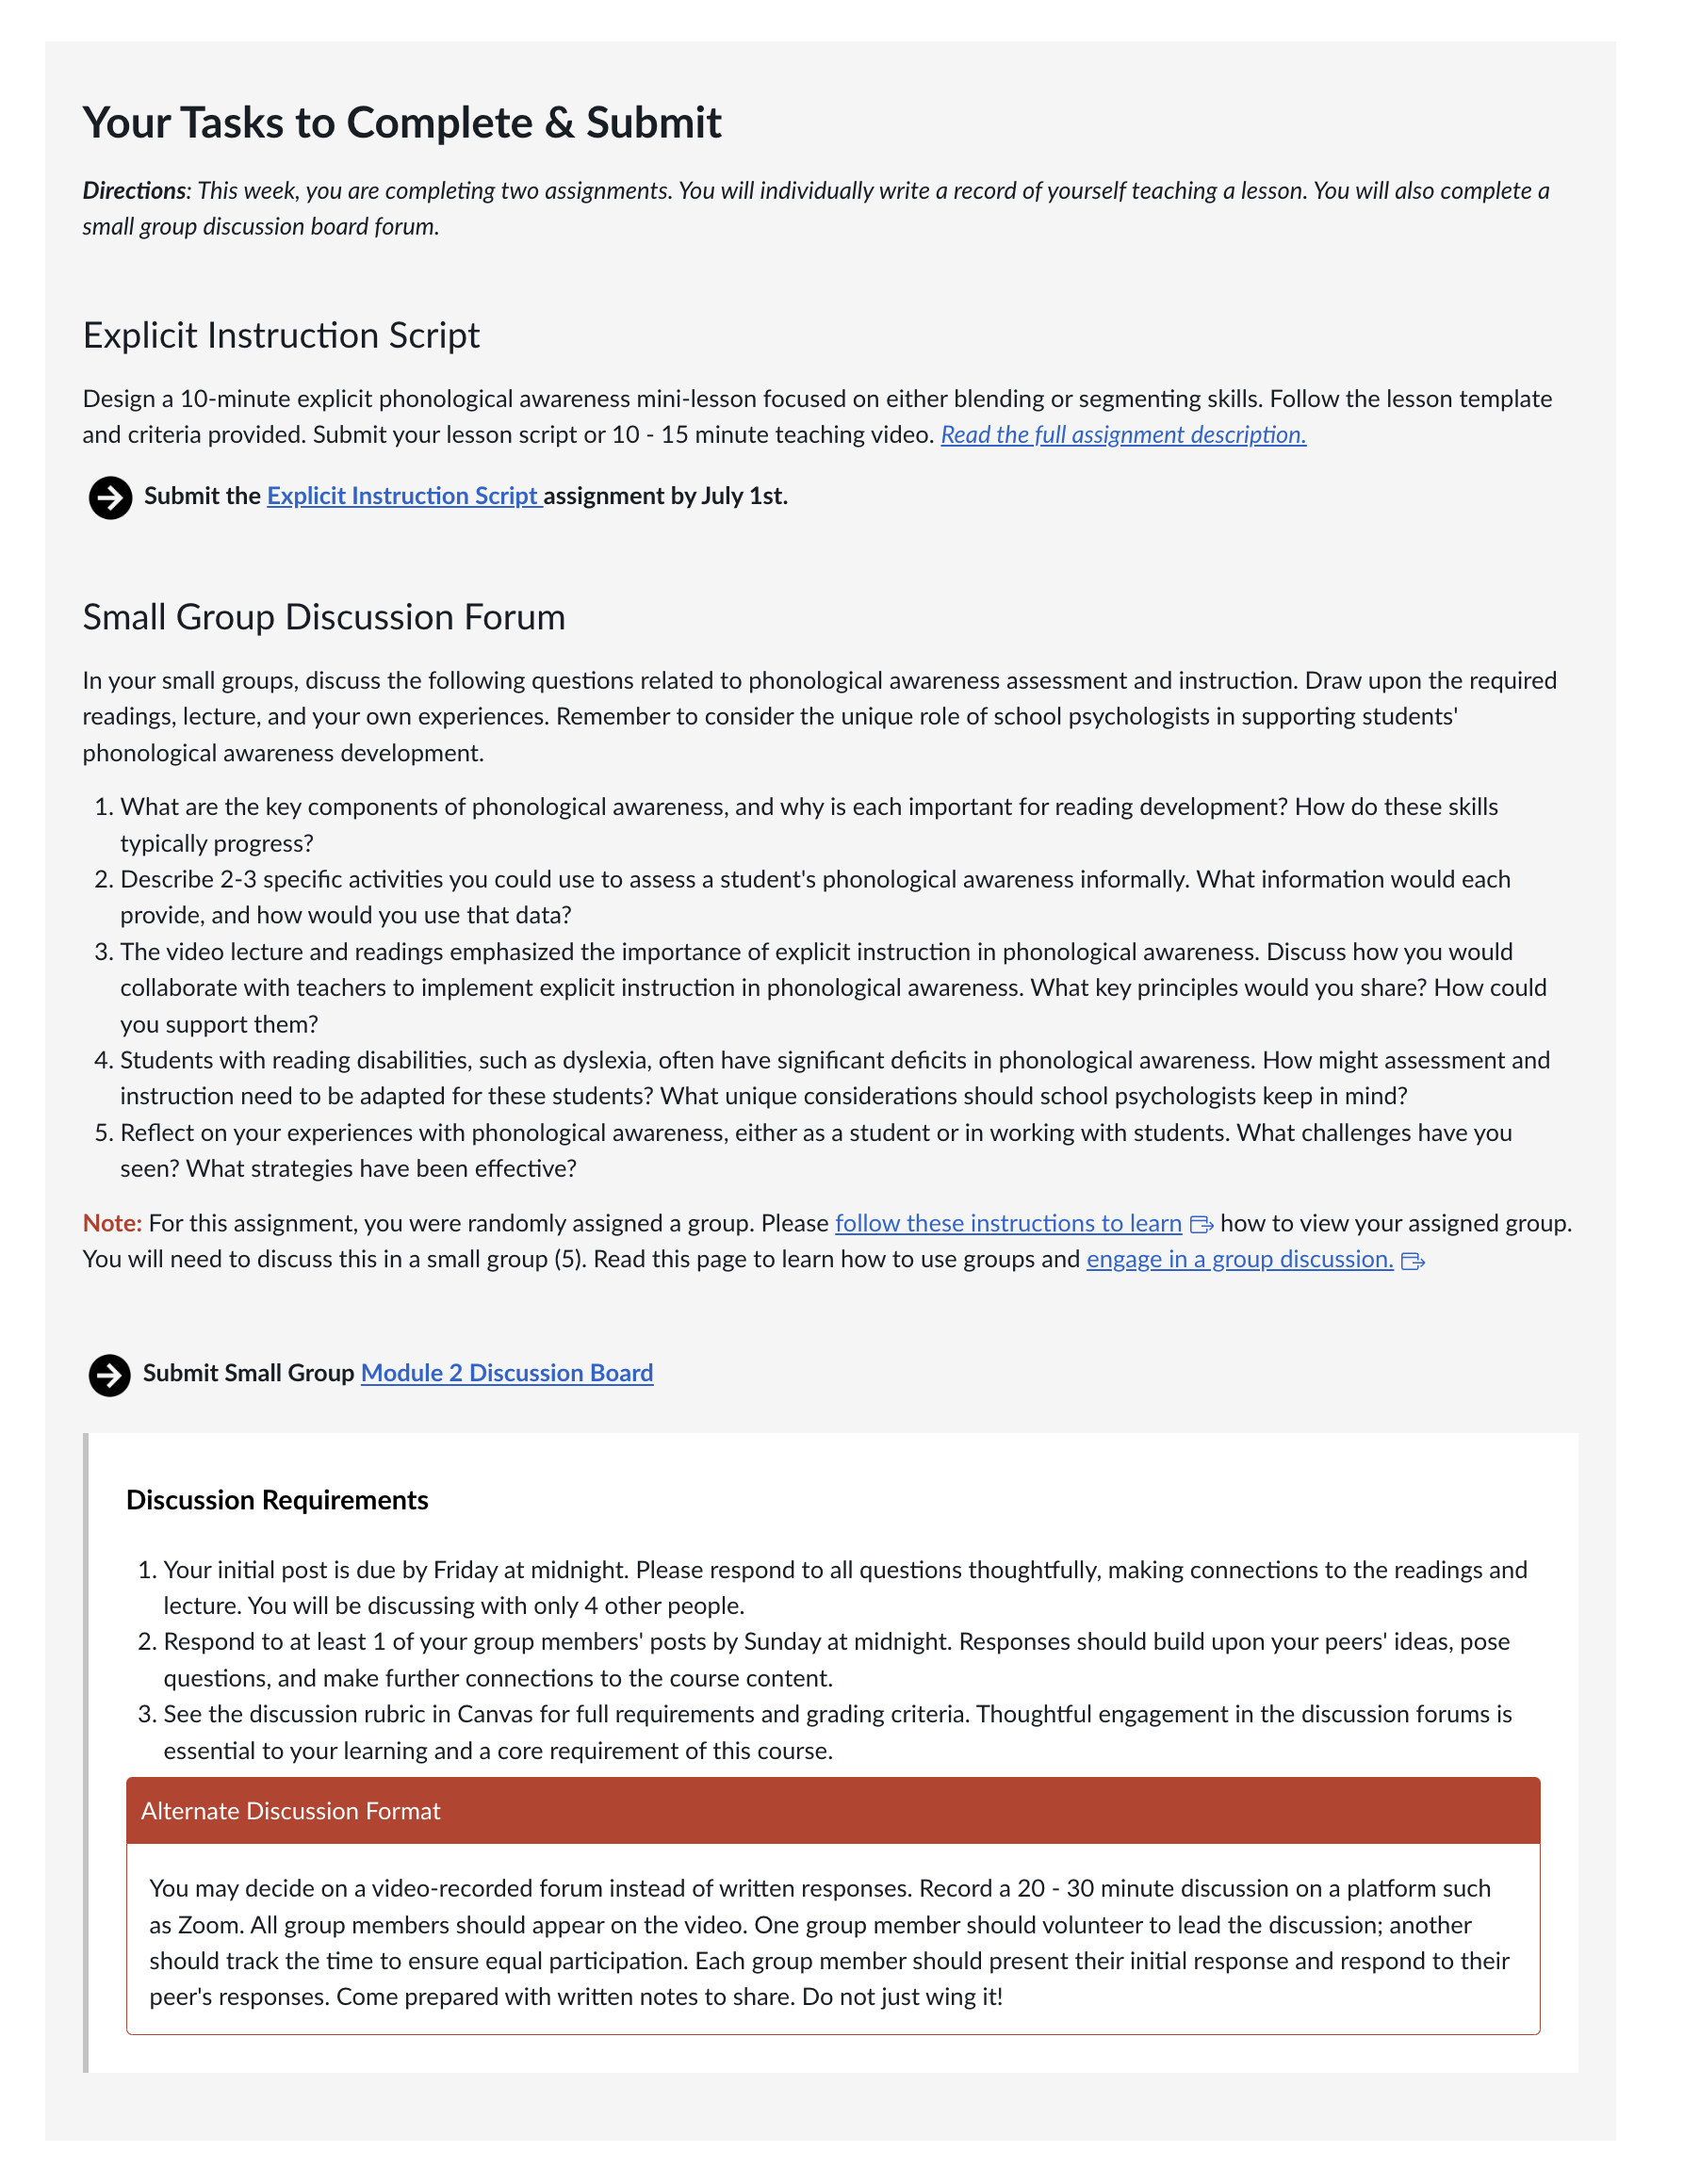 Your Tasks to Complete & Submit
Directions: This week, you are completing two assignments. You will individually write a record of yourself teaching a lesson. You will also complete a
small group discussion board forum.
Explicit Instruction Script
Design a 10-minute explicit phonological awareness mini-lesson focused on either blending or segmenting skills. Follow the lesson template
and criteria provided. Submit your lesson script or 10 - 15 minute teaching video. Read the full assignment description.
Submit the Explicit Instruction Script assignment by July 1st.
Small Group Discussion Forum
In your small groups, discuss the following questions related to phonological awareness assessment and instruction. Draw upon the required
readings, lecture, and your own experiences. Remember to consider the unique role of school psychologists in supporting students'
phonological awareness development.
1. What are the key components of phonological awareness, and why is each important for reading development? How do these skills
typically progress?
2. Describe 2-3 specific activities you could use to assess a student's phonological awareness informally. What information would each
provide, and how would you use that data?
3. The video lecture and readings emphasized the importance of explicit instruction in phonological awareness. Discuss how you would
collaborate with teachers to implement explicit instruction in phonological awareness. What key principles would you share? How could
you support them?
4. Students with reading disabilities, such as dyslexia, often have significant deficits in phonological awareness. How might assessment and
instruction need to be adapted for these students? What unique considerations should school psychologists keep in mind?
5. Reflect on your experiences with phonological awareness, either as a student or in working with students. What challenges have you
seen? What strategies have been effective?
Note: For this assignment, you were randomly assigned a group. Please follow these instructions to learn how to view your assigned group.
You will need to discuss this in a small group (5). Read this page to learn how to use groups and engage in a group discussion.
Submit Small Group Module 2 Discussion Board
Discussion Requirements
1. Your initial post is due by Friday at midnight. Please respond to all questions thoughtfully, making connections to the readings and
lecture. You will be discussing with only 4 other people.
2. Respond to at least 1 of your group members' posts by Sunday at midnight. Responses should build upon your peers' ideas, pose
questions, and make further connections to the course content.
3. See the discussion rubric in Canvas for full requirements and grading criteria. Thoughtful engagement in the discussion forums is
essential to your learning and a core requirement of this course.
Alternate Discussion Format
You may decide on a video-recorded forum instead of written responses. Record a 20 - 30 minute discussion on a platform such
as Zoom. All group members should appear on the video. One group member should volunteer to lead the discussion; another
should track the time to ensure equal participation. Each group member should present their initial response and respond to their
peer's responses. Come prepared with written notes to share. Do not just wing it!